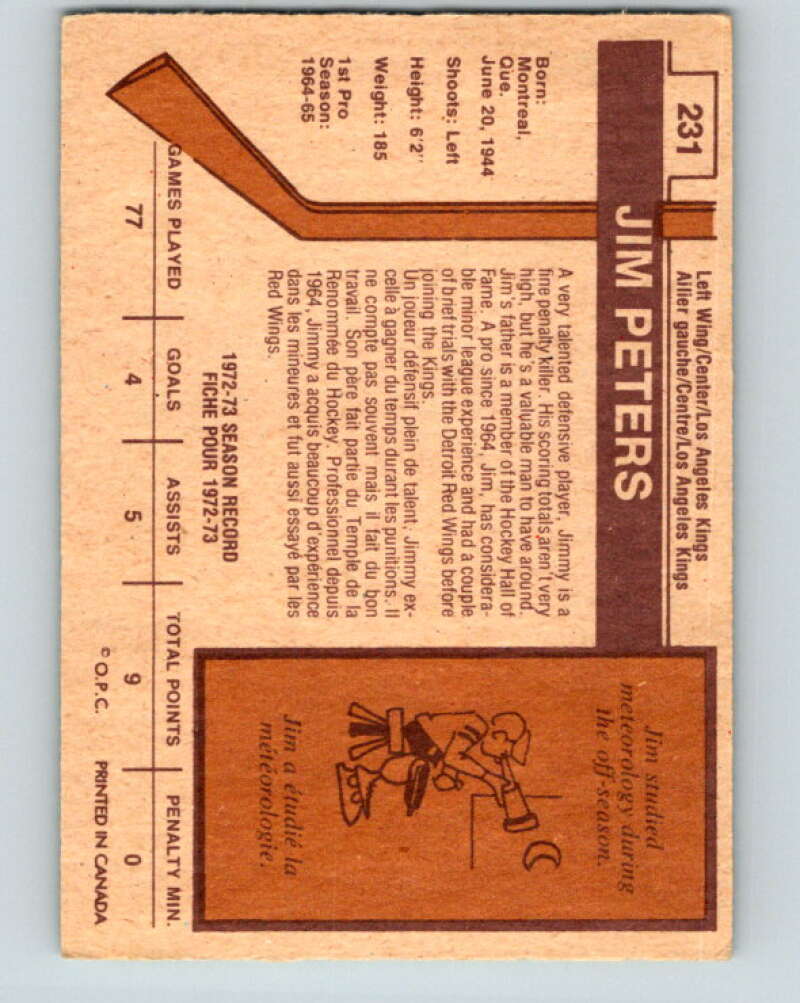 231
Left Wing/Center/Los Angeles Kings
Ailier gauche/Centre/Los Angeles Kings
JIM PETERS
Born:
Montreal,
Que.
June 20, 1944
Shoots: Left
Height: 6'2"
Weight: 185
1st Pro
Season:
1964-65
A very talented defensive player, Jimmy is a
fine penalty killer. His scoring totals aren't very
high, but he's a valuable man to have around.
Jim's father is a member of the Hockey Hall of
Fame. A pro since 1964, Jim, has considera-
ble minor league experience and had a couple
of brief trials with the Detroit Red Wings before
joining the Kings.
Un joueur défensif plein de talent, Jimmy ex-
celle à gagner du temps durant les punitions. Il
ne compte pas souvent mais il fait du bon
travail. Son père fait partie du Temple de la
Renommée du Hockey. Professionnel depuis
1964, Jimmy a acquis beaucoup d'expérience
dans les mineures et fut aussi essayé par les
Red Wings.
Jim studied
meteorology during
the off-season.
Jim a étudié la
météorologie.
1972-73 SEASON RECORD
FICHE POUR 1972-73
GAMES PLAYED GOALS ASSISTS TOTAL POINTS PENALTY MIN.
77 4 5 9 0
© O.P.C. PRINTED IN CANADA